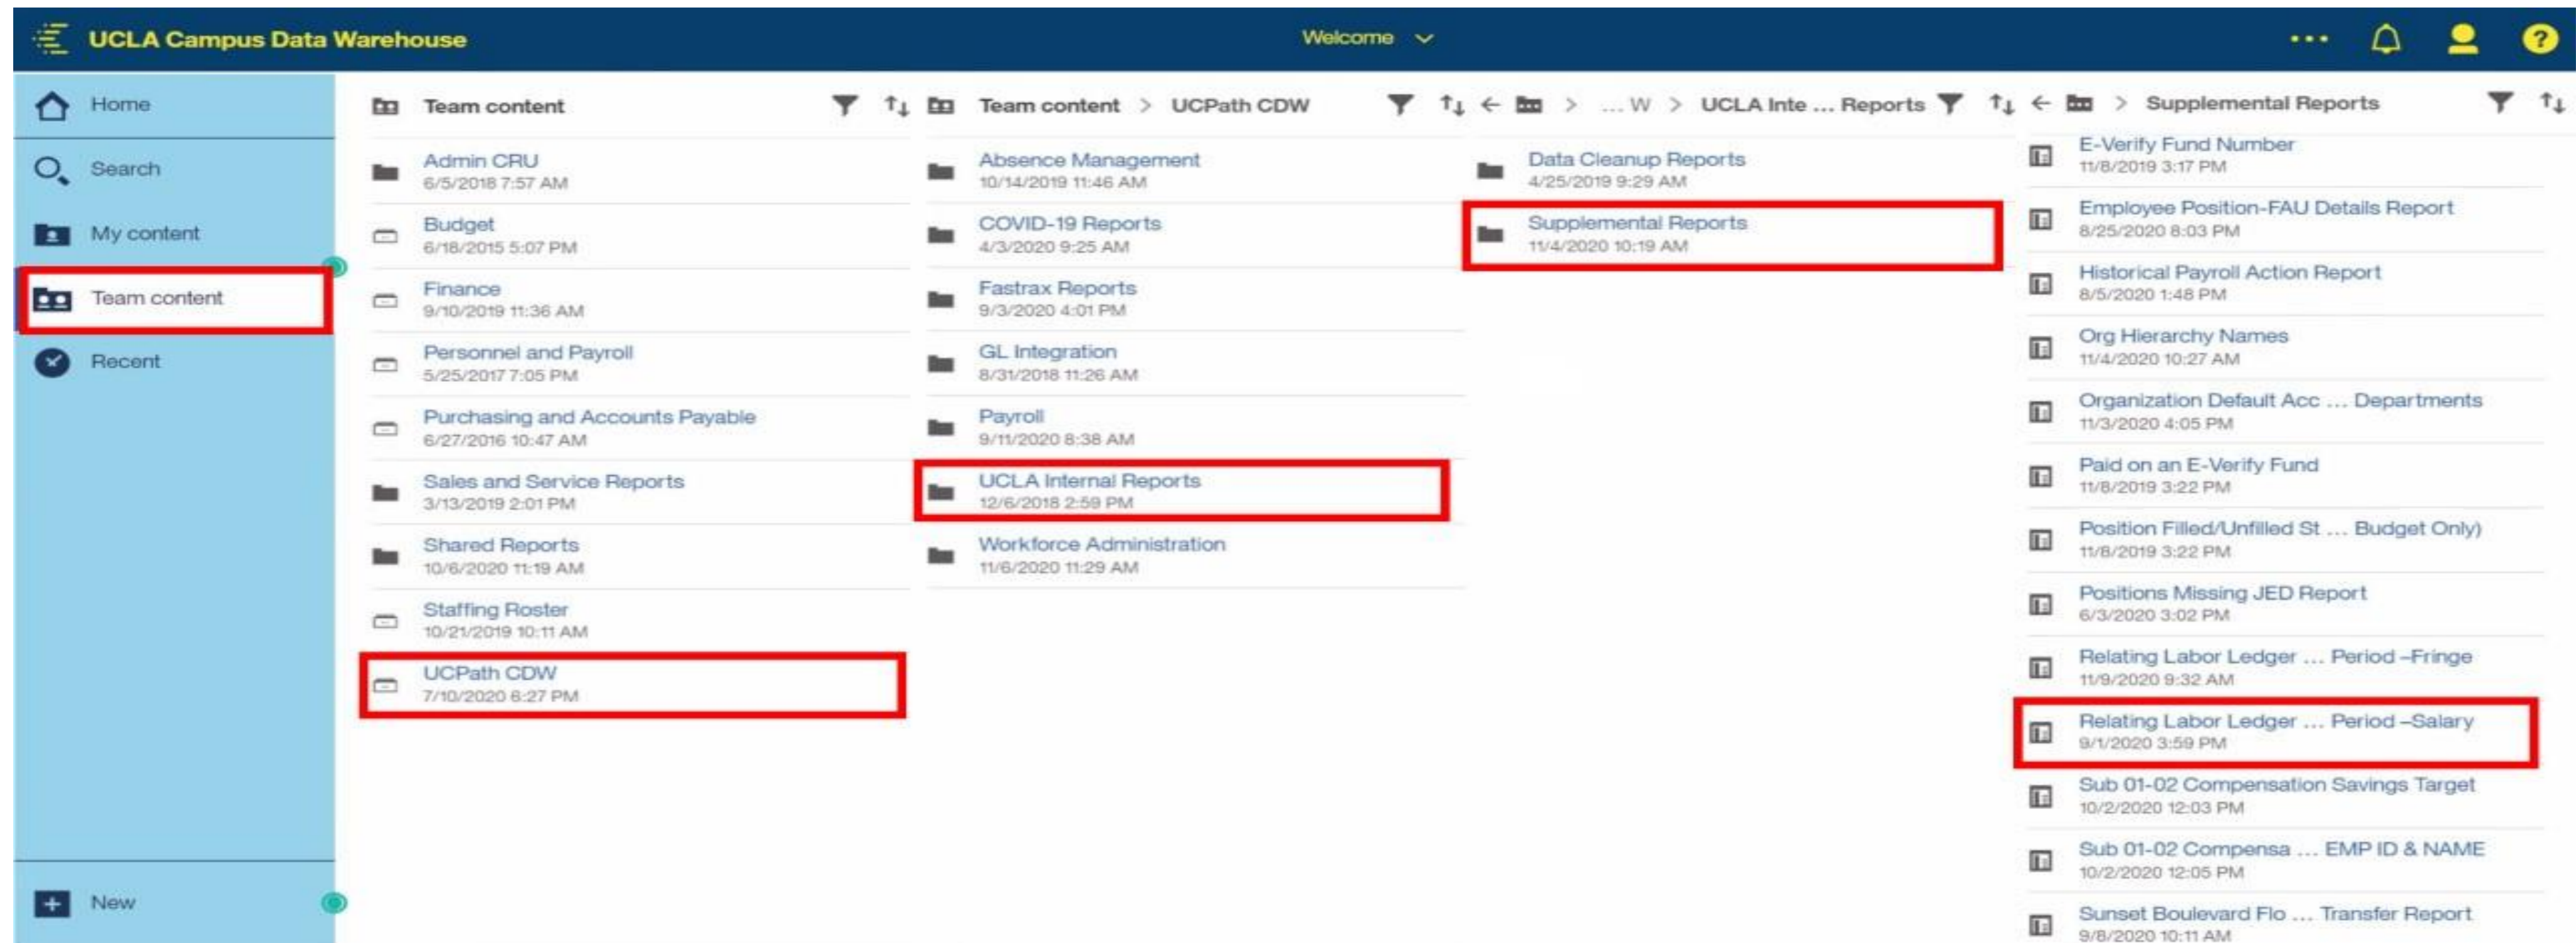 UCLA Campus Data Warehouse
Welcome
?
Home
Search
My content
Team content
Recent
New
Team content
Admin CRU
6/5/2018 7:57 AM
Budget
6/18/2015 5:07 PM
Finance
9/10/2019 11:36 AM
Personnel and Payroll
5/25/2017 7:05 PM
Purchasing and Accounts Payable
6/27/2016 10:47 AM
Sales and Service Reports
3/13/2019 2:01 PM
Shared Reports
10/6/2020 11:19 AM
Staffing Roster
10/21/2019 10:11 AM
UCPath CDW
7/10/2020 6:27 PM
Team content > UCPath CDW
Absence Management
10/14/2019 11:46 AM
COVID-19 Reports
4/3/2020 9:25 AM
Fastrax Reports
9/3/2020 4:01 PM
GL Integration
8/31/2018 11:26 AM
Payroll
9/11/2020 8:38 AM
UCLA Internal Reports
12/6/2018 2:59 PM
Workforce Administration
11/6/2020 11:29 AM
> ... W > UCLA Inte ... Reports
Data Cleanup Reports
4/25/2019 9:29 AM
Supplemental Reports
11/4/2020 10:19 AM
> Supplemental Reports
E-Verify Fund Number
11/8/2019 3:17 PM
Employee Position-FAU Details Report
8/25/2020 8:03 PM
Historical Payroll Action Report
8/5/2020 1:48 PM
Org Hierarchy Names
11/4/2020 10:27 AM
Organization Default Acc ... Departments
11/3/2020 4:05 PM
Paid on an E-Verify Fund
11/8/2019 3:22 PM
Position Filled/Unfilled St ... Budget Only)
11/8/2019 3:22 PM
Positions Missing JED Report
6/3/2020 3:02 PM
Relating Labor Ledger ... Period –Fringe
11/9/2020 9:32 AM
Relating Labor Ledger ... Period –Salary
9/1/2020 3:59 PM
Sub 01-02 Compensation Savings Target
10/2/2020 12:03 PM
Sub 01-02 Compensa ... EMP ID & NAME
10/2/2020 12:05 PM
Sunset Boulevard Flo ... Transfer Report
9/8/2020 10:11 AM